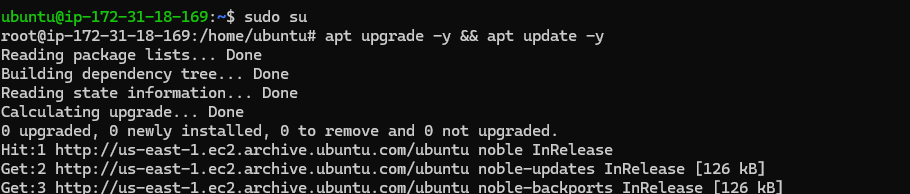 ubuntu@ip-172-31-18-169:~$ sudo su
root@ip-172-31-18-169:/home/ubuntu# apt upgrade -y && apt update -y
Reading package lists... Done
Building dependency tree... Done
Reading state information... Done
Calculating upgrade... Done
0 upgraded, 0 newly installed, 0 to remove and 0 not upgraded.
Hit:1 http://us-east-1.ec2.archive.ubuntu.com/ubuntu noble InRelease
Get:2 http://us-east-1.ec2.archive.ubuntu.com/ubuntu noble-updates InRelease [126 kB]
Get:3 http://us-east-1.ec2.archive.ubuntu.com/ubuntu noble-backports InRelease [126 kB]